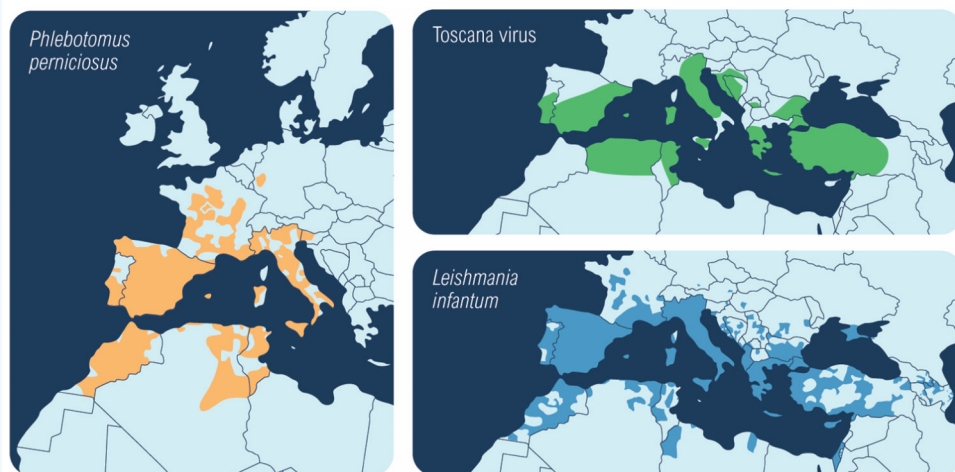 Phlebotomus
perniciosus
Toscana virus
Leishmania
infantum